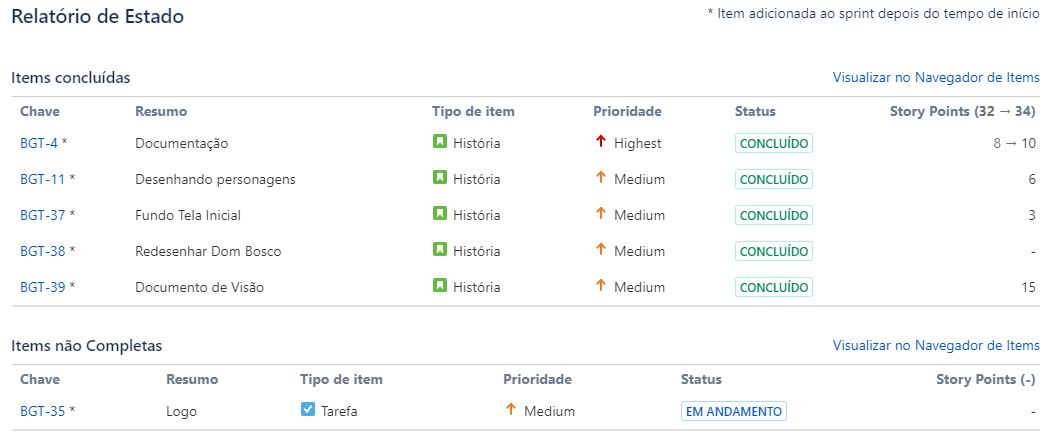 Relatório de Estado
* Item adicionada ao sprint depois do tempo de início
Items concluídas
Visualizar no Navegador de Items
Chave Resumo Tipo de item Prioridade Status Story Points (32 → 34)
BGT-4 * Documentação História Highest CONCLUÍDO 8 → 10
BGT-11 * Desenhando personagens História Medium CONCLUÍDO 6
BGT-37 * Fundo Tela Inicial História Medium CONCLUÍDO 3
BGT-38 * Redesenhar Dom Bosco História Medium CONCLUÍDO -
BGT-39 * Documento de Visão História Medium CONCLUÍDO 15
Items não Completas
Visualizar no Navegador de Items
Chave Resumo Tipo de item Prioridade Status Story Points (-)
BGT-35 * Logo Tarefa Medium EM ANDAMENTO -